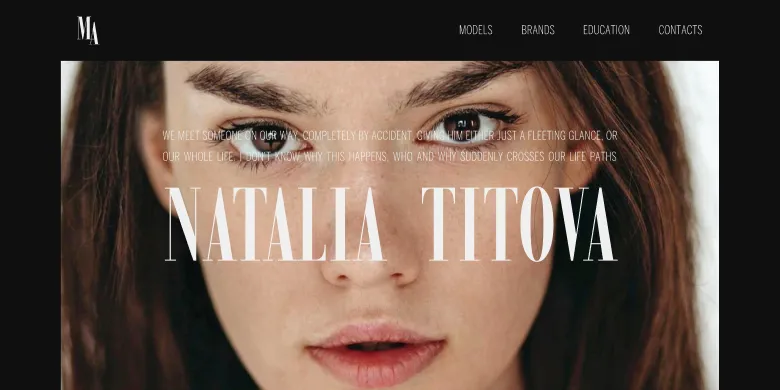 MA
MODELS BRANDS EDUCATION CONTACTS
WE MEET SOMEONE ON OUR WAY, COMPLETELY BY ACCIDENT, GIVING HIM EITHER JUST A FLEETING GLANCE, OR
OUR WHOLE LIFE. I DON'T KNOW WHY THIS HAPPENS, WHO AND WHY SUDDENLY CROSSES OUR LIFE PATHS
NATALIA TITOVA